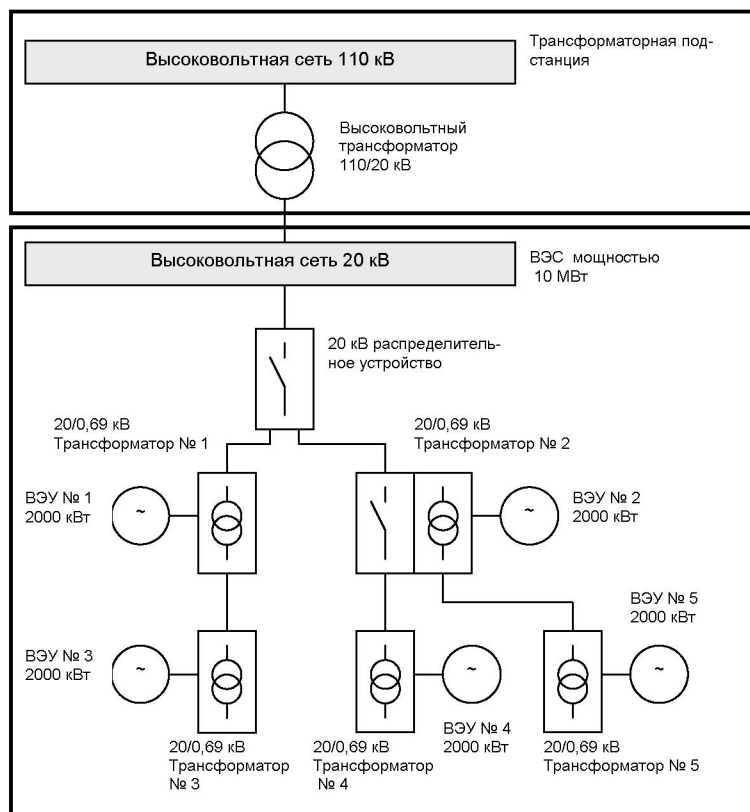 Высоковольтная сеть 110 кВ
Трансформаторная под-
станция
Высоковольтный
трансформатор
110/20 кВ
Высоковольтная сеть 20 кВ
ВЭС мощностью
10 МВт
20 кВ распределитель-
ное устройство
20/0,69 кВ
Трансформатор № 1
20/0,69 кВ
Трансформатор № 2
ВЭУ № 1
2000 кВт
~
~
ВЭУ № 2
2000 кВт
ВЭУ № 3
2000 кВт
~
~
ВЭУ № 4
2000 кВт
ВЭУ № 5
2000 кВт
~
20/0,69 кВ
Трансформатор
№ 3
20/0,69 кВ
Трансформатор
№ 4
20/0,69 кВ
Трансформатор № 5